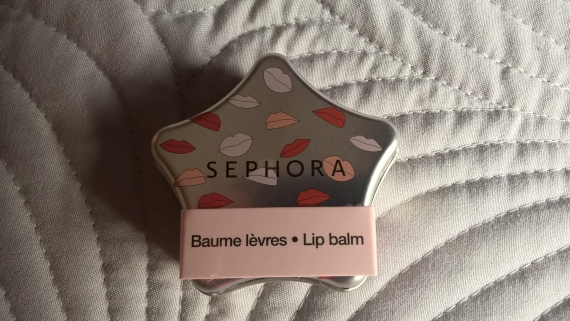 SEPHORA
Baume lèvres • Lip balm